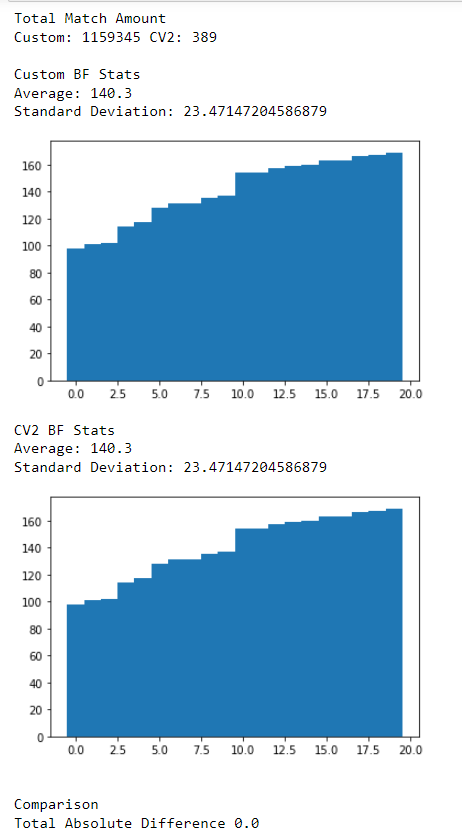 Total Match Amount
Custom: 1159345 CV2: 389
Custom BF Stats
Average: 140.3
Standard Deviation: 23.47147204586879
160
140
120
100
80
60
40
20
0
0.0 2.5 5.0 7.5 10.0 12.5 15.0 17.5 20.0
CV2 BF Stats
Average: 140.3
Standard Deviation: 23.47147204586879
160
140
120
100
80
60
40
20
0
0.0 2.5 5.0 7.5 10.0 12.5 15.0 17.5 20.0
Comparison
Total Absolute Difference 0.0